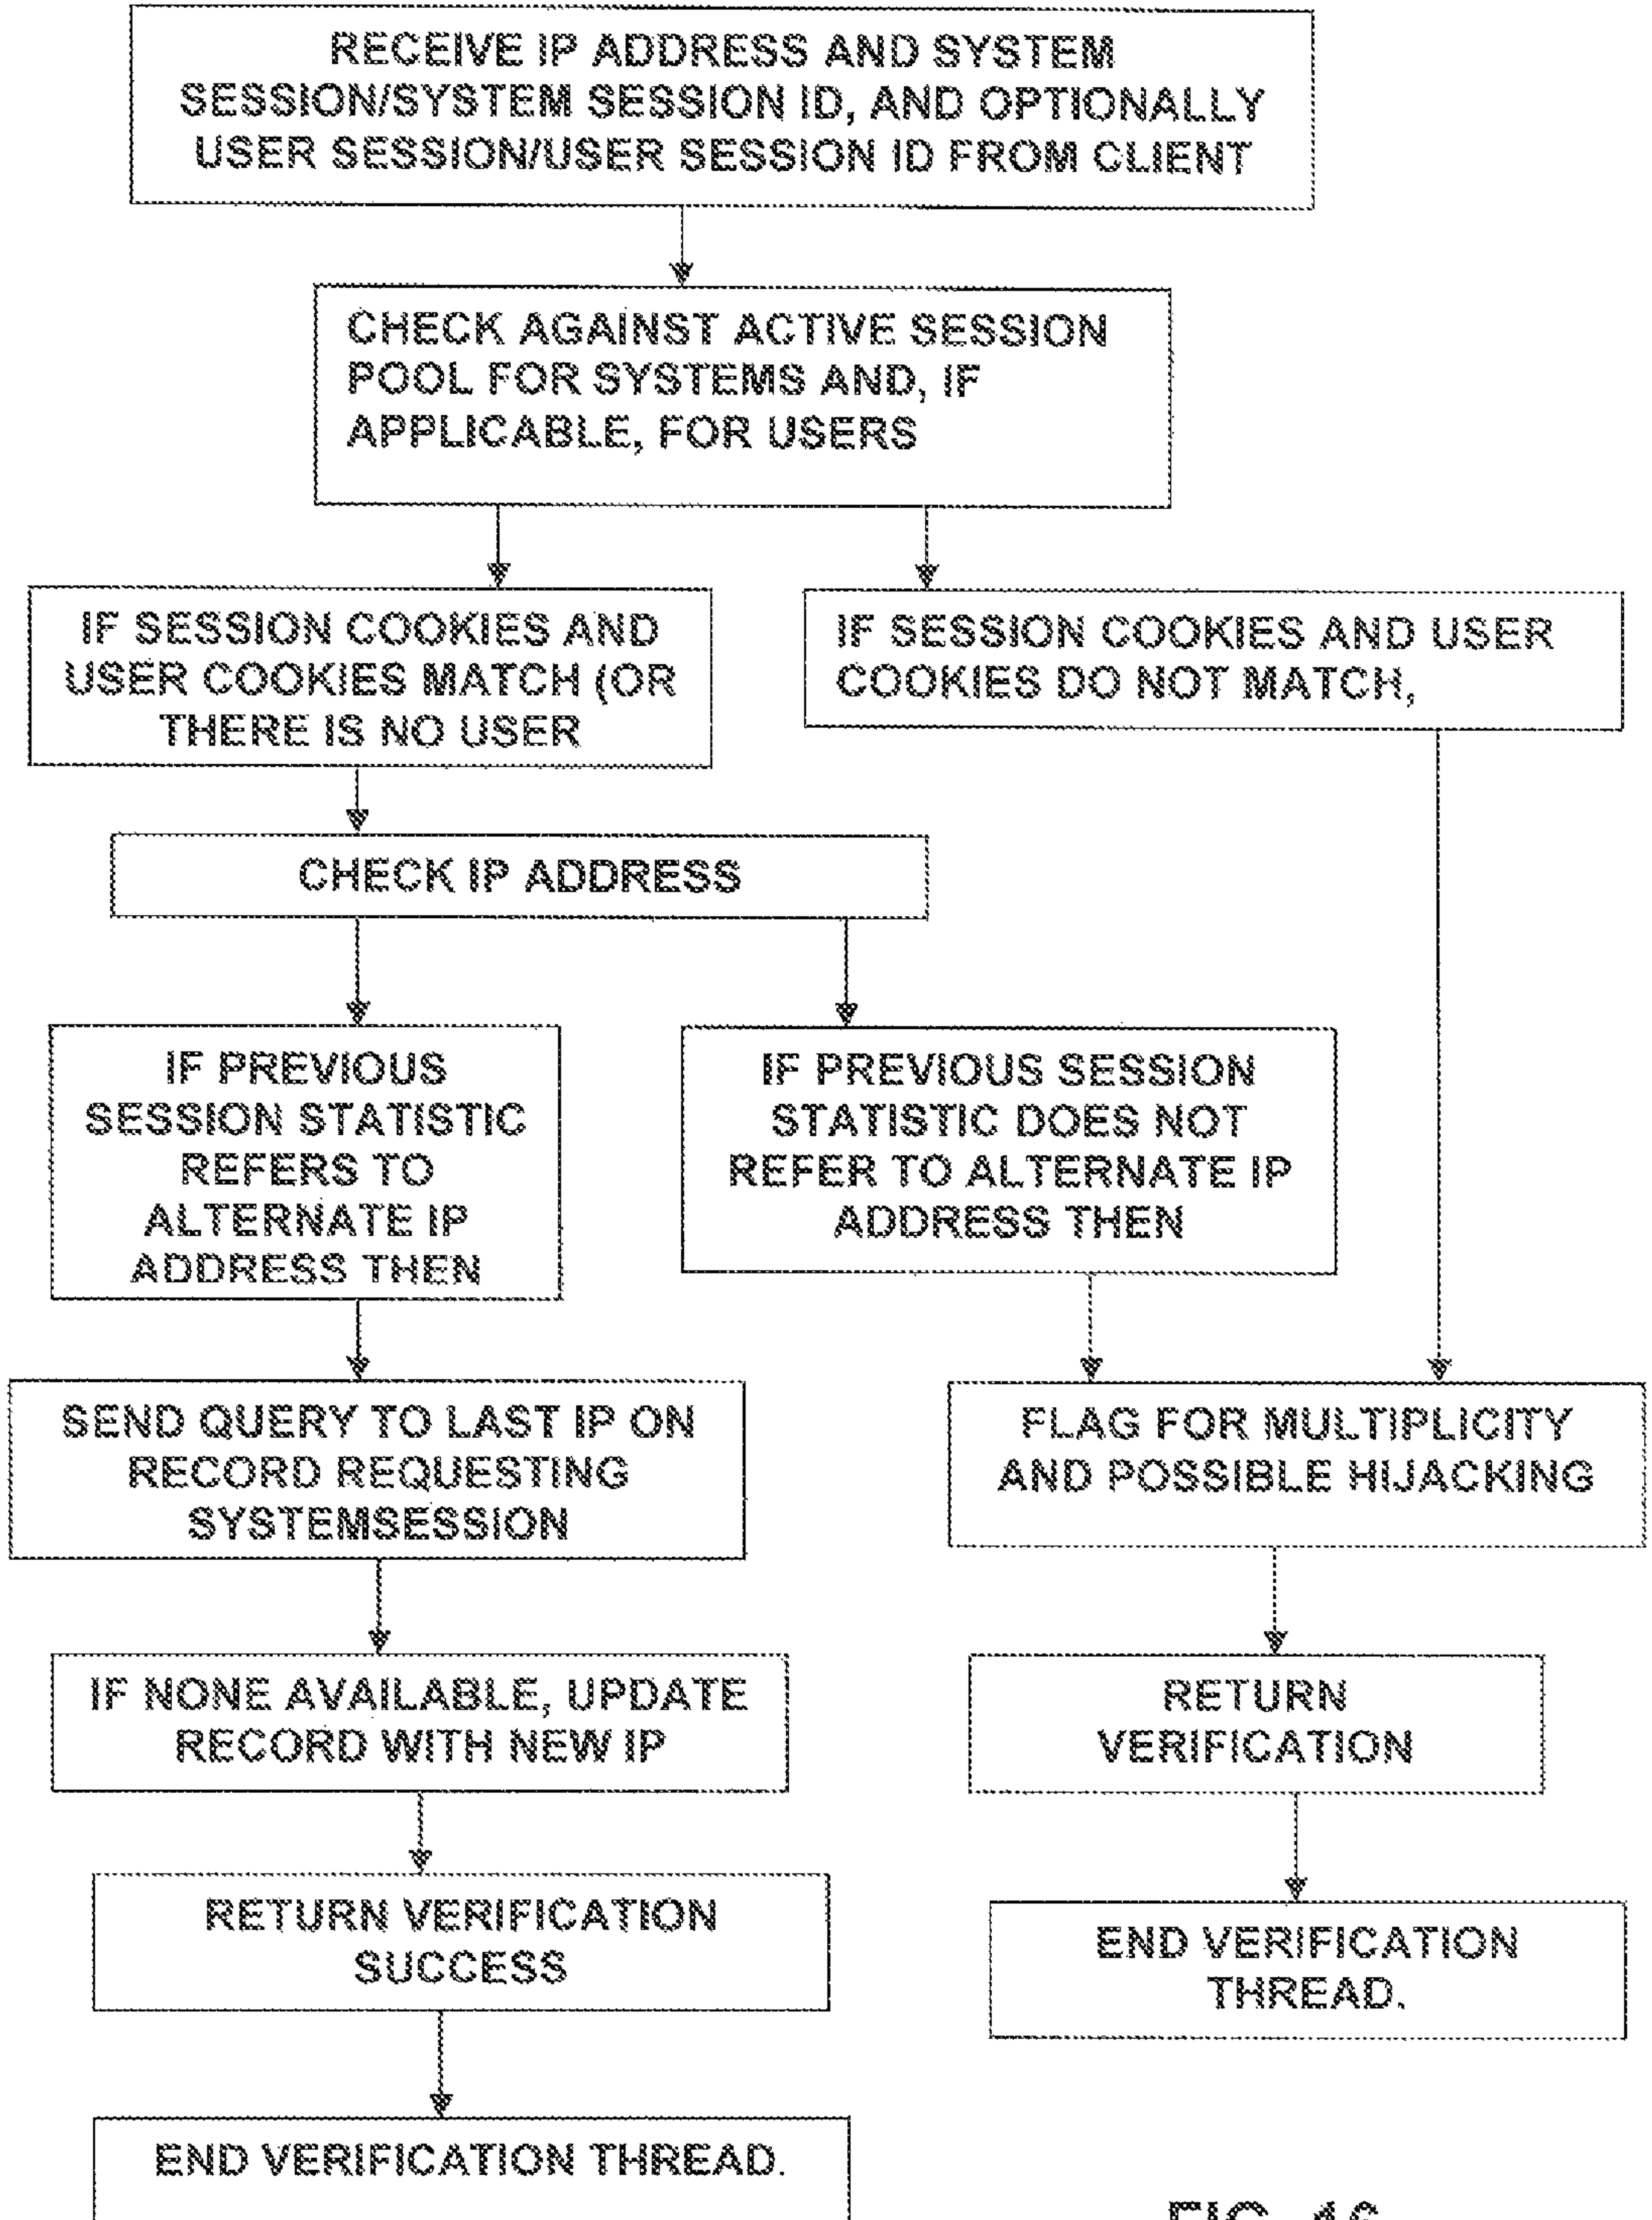 RECEIVE IP ADDRESS AND SYSTEM
SESSION/SYSTEM SESSION ID, AND OPTIONALLY
USER SESSION/USER SESSION ID FROM CLIENT
CHECK AGAINST ACTIVE SESSION
POOL FOR SYSTEMS AND, IF
APPLICABLE, FOR USERS
IF SESSION COOKIES AND
USER COOKIES MATCH (OR
THERE IS NO USER
IF SESSION COOKIES AND USER
COOKIES DO NOT MATCH,
CHECK IP ADDRESS
IF PREVIOUS
SESSION STATISTIC
REFERS TO
ALTERNATE IP
ADDRESS THEN
IF PREVIOUS SESSION
STATISTIC DOES NOT
REFER TO ALTERNATE IP
ADDRESS THEN
SEND QUERY TO LAST IP ON
RECORD REQUESTING
SYSTEMSESSION
FLAG FOR MULTIPLICITY
AND POSSIBLE HIJACKING
IF NONE AVAILABLE, UPDATE
RECORD WITH NEW IP
RETURN
VERIFICATION
RETURN VERIFICATION
SUCCESS
END VERIFICATION
THREAD.
END VERIFICATION THREAD.
FIG.